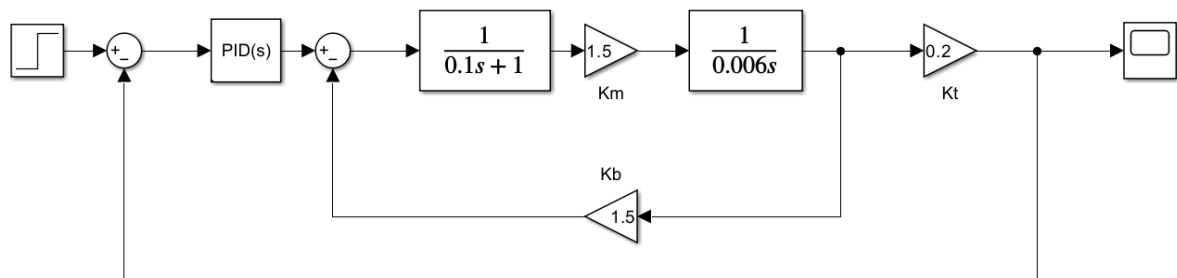 +
−
PID(s)
+
−
1
0.1s + 1
1.5
Km
1
0.006s
0.2
Kt
Kb
1.5